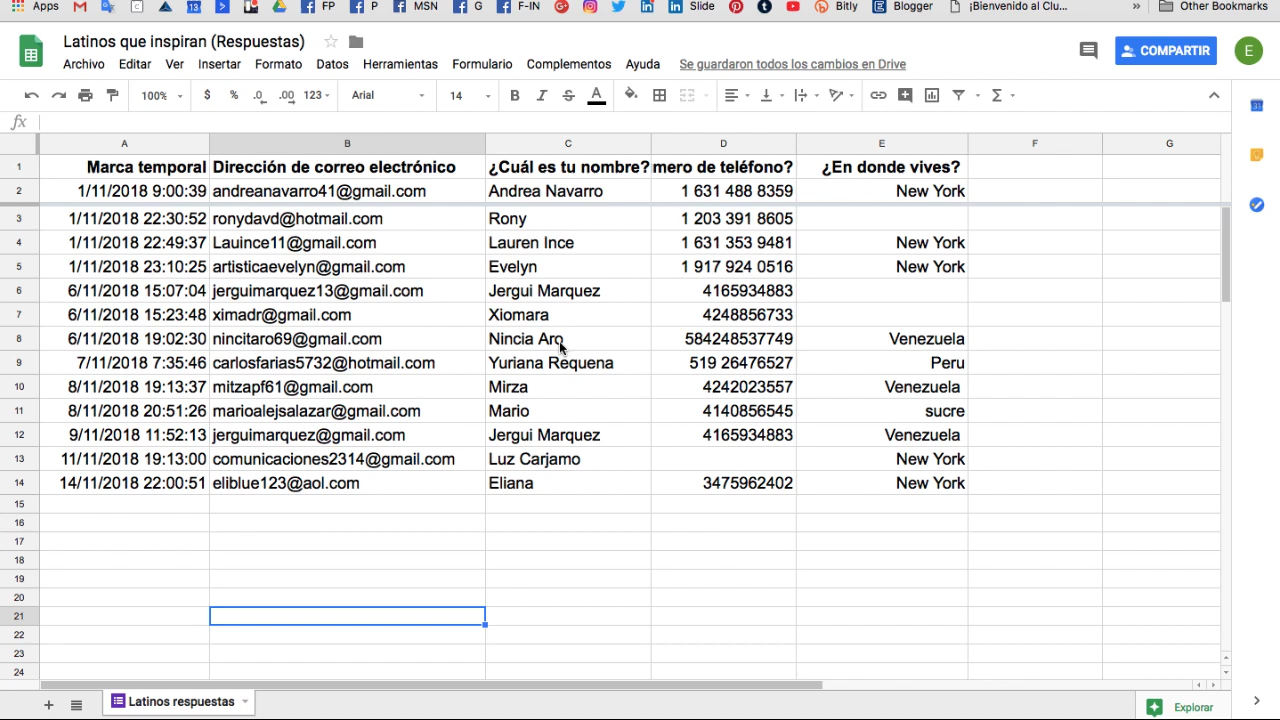 Apps FP P MSN G F-IN Slide Bitly Blogger ¡Bienvenido al Clu... » Other Bookmarks
Latinos que inspiran (Respuestas)
Archivo Editar Ver Insertar Formato Datos Herramientas Formulario Complementos Ayuda Se guardaron todos los cambios en Drive
COMPARTIR E
100% $ % .0 .00 123 Arial 14 B I S A
fx
A B C D E F G
1 Marca temporal Dirección de correo electrónico ¿Cuál es tu nombre? mero de teléfono? ¿En donde vives?
2 1/11/2018 9:00:39 andreanavarro41@gmail.com Andrea Navarro 1 631 488 8359 New York
3 1/11/2018 22:30:52 ronydavd@hotmail.com Rony 1 203 391 8605
4 1/11/2018 22:49:37 Lauince11@gmail.com Lauren Ince 1 631 353 9481 New York
5 1/11/2018 23:10:25 artisticaevelyn@gmail.com Evelyn 1 917 924 0516 New York
6 6/11/2018 15:07:04 jerguimarquez13@gmail.com Jergui Marquez 4165934883
7 6/11/2018 15:23:48 ximadr@gmail.com Xiomara 4248856733
8 6/11/2018 19:02:30 nincitaro69@gmail.com Nincia Aro 584248537749 Venezuela
9 7/11/2018 7:35:46 carlosfarias5732@hotmail.com Yuriana Requena 519 26476527 Peru
10 8/11/2018 19:13:37 mitzapf61@gmail.com Mirza 4242023557 Venezuela
11 8/11/2018 20:51:26 marioalejsalazar@gmail.com Mario 4140856545 sucre
12 9/11/2018 11:52:13 jerguimarquez@gmail.com Jergui Marquez 4165934883 Venezuela
13 11/11/2018 19:13:00 comunicaciones2314@gmail.com Luz Carjamo New York
14 14/11/2018 22:00:51 eliblue123@aol.com Eliana 3475962402 New York
15
16
17
18
19
20
21
22
23
24
Latinos respuestas Explorar